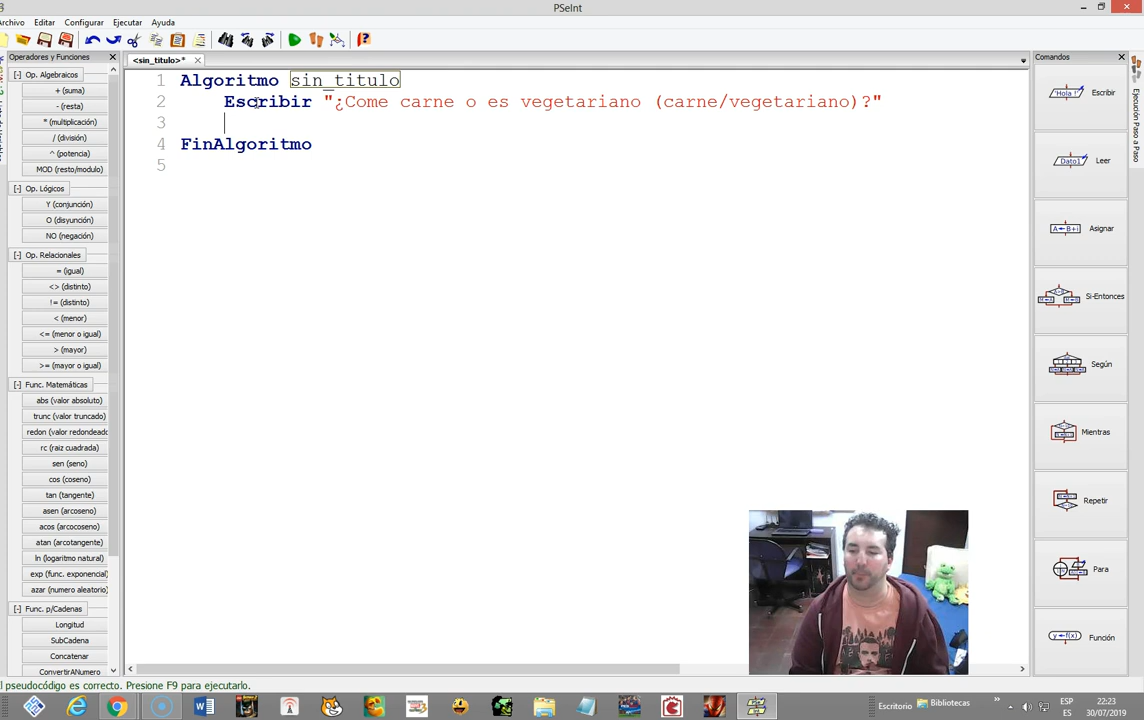 PSeInt
Archivo Editar Configurar Ejecutar Ayuda
Operadores y Funciones
<sin_titulo>*
Comandos
[-] Op. Algebraicos
+ (suma)
- (resta)
* (multiplicación)
/ (división)
^ (potencia)
MOD (resto/modulo)
[-] Op. Lógicos
Y (conjunción)
O (disyunción)
NO (negación)
[-] Op. Relacionales
= (igual)
<> (distinto)
!= (distinto)
< (menor)
<= (menor o igual)
> (mayor)
>= (mayor o igual)
[-] Func. Matemáticas
abs (valor absoluto)
trunc (valor truncado)
redon (valor redondeado
rc (raiz cuadrada)
sen (seno)
cos (coseno)
tan (tangente)
asen (arcoseno)
acos (arcocoseno)
atan (arcotangente)
ln (logaritmo natural)
exp (func. exponencial)
azar (numero aleatorio)
[-] Func. p/Cadenas
Longitud
SubCadena
Concatenar
ConvertirANumero
1 Algoritmo sin_titulo
2 Escribir "¿Come carne o es vegetariano (carne/vegetariano)?"
3
4 FinAlgoritmo
5
'Hola !' Escribir
Dato1 Leer
A←B+1 Asignar
Si-Entonces
Según
Mientras
Repetir
Para
y←f(x) Función
Ejecución Paso a Paso
l pseudocódigo es correcto. Presione F9 para ejecutarlo.
Escritorio Bibliotecas » ESP 22:23
ES 30/07/2019